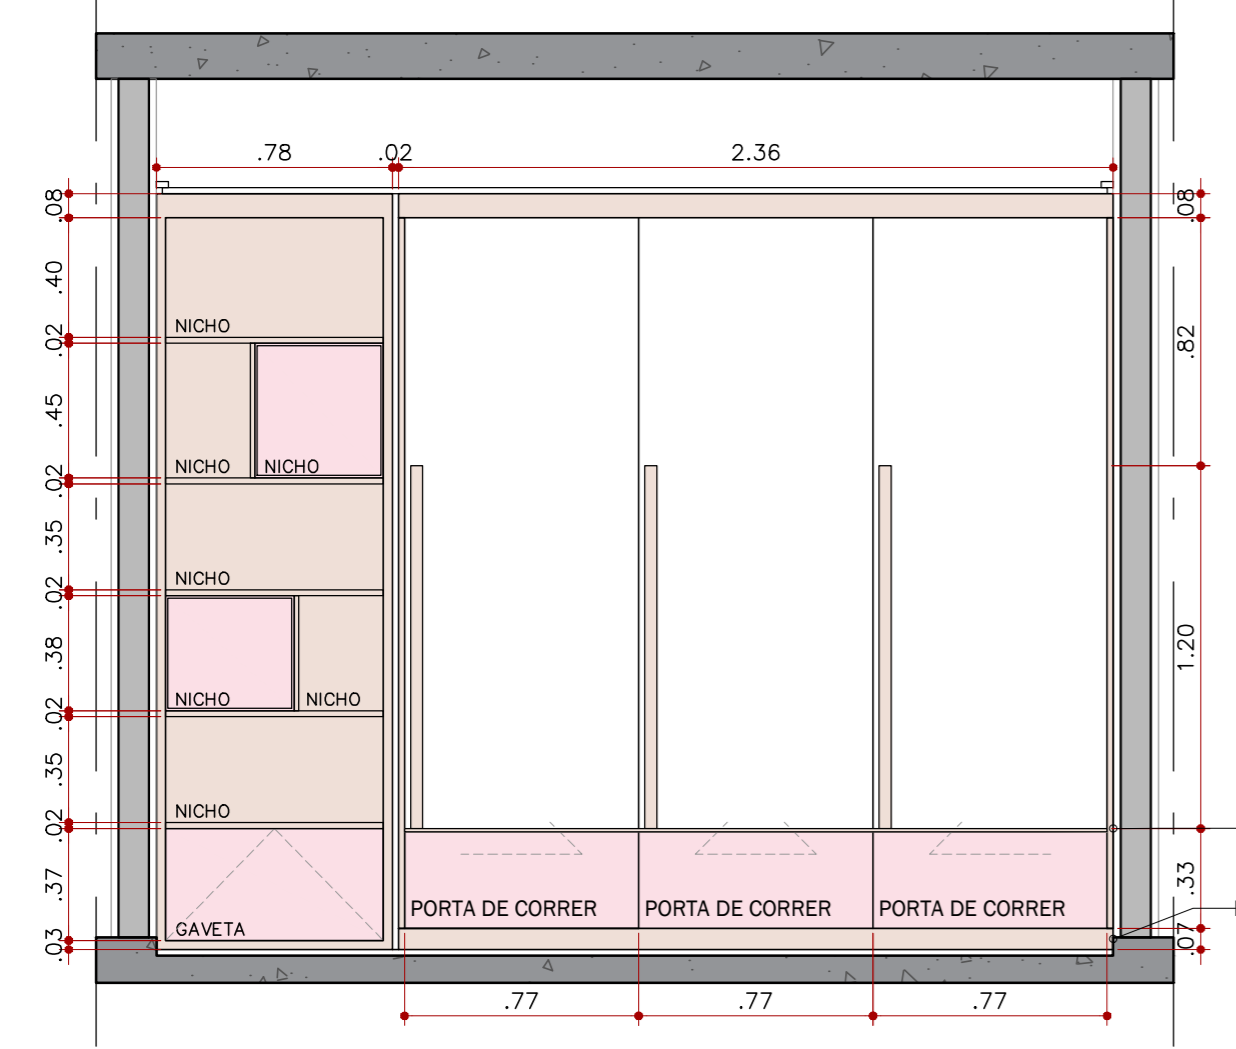 .78 .02 2.36
.08
.40
.02
.45
.02
.35
.02
.38
.02
.35
.02
.37
.03
NICHO
NICHO NICHO
NICHO
NICHO NICHO
NICHO
GAVETA
PORTA DE CORRER PORTA DE CORRER PORTA DE CORRER
.08
.82
1.20
.33
.07
.77 .77 .77